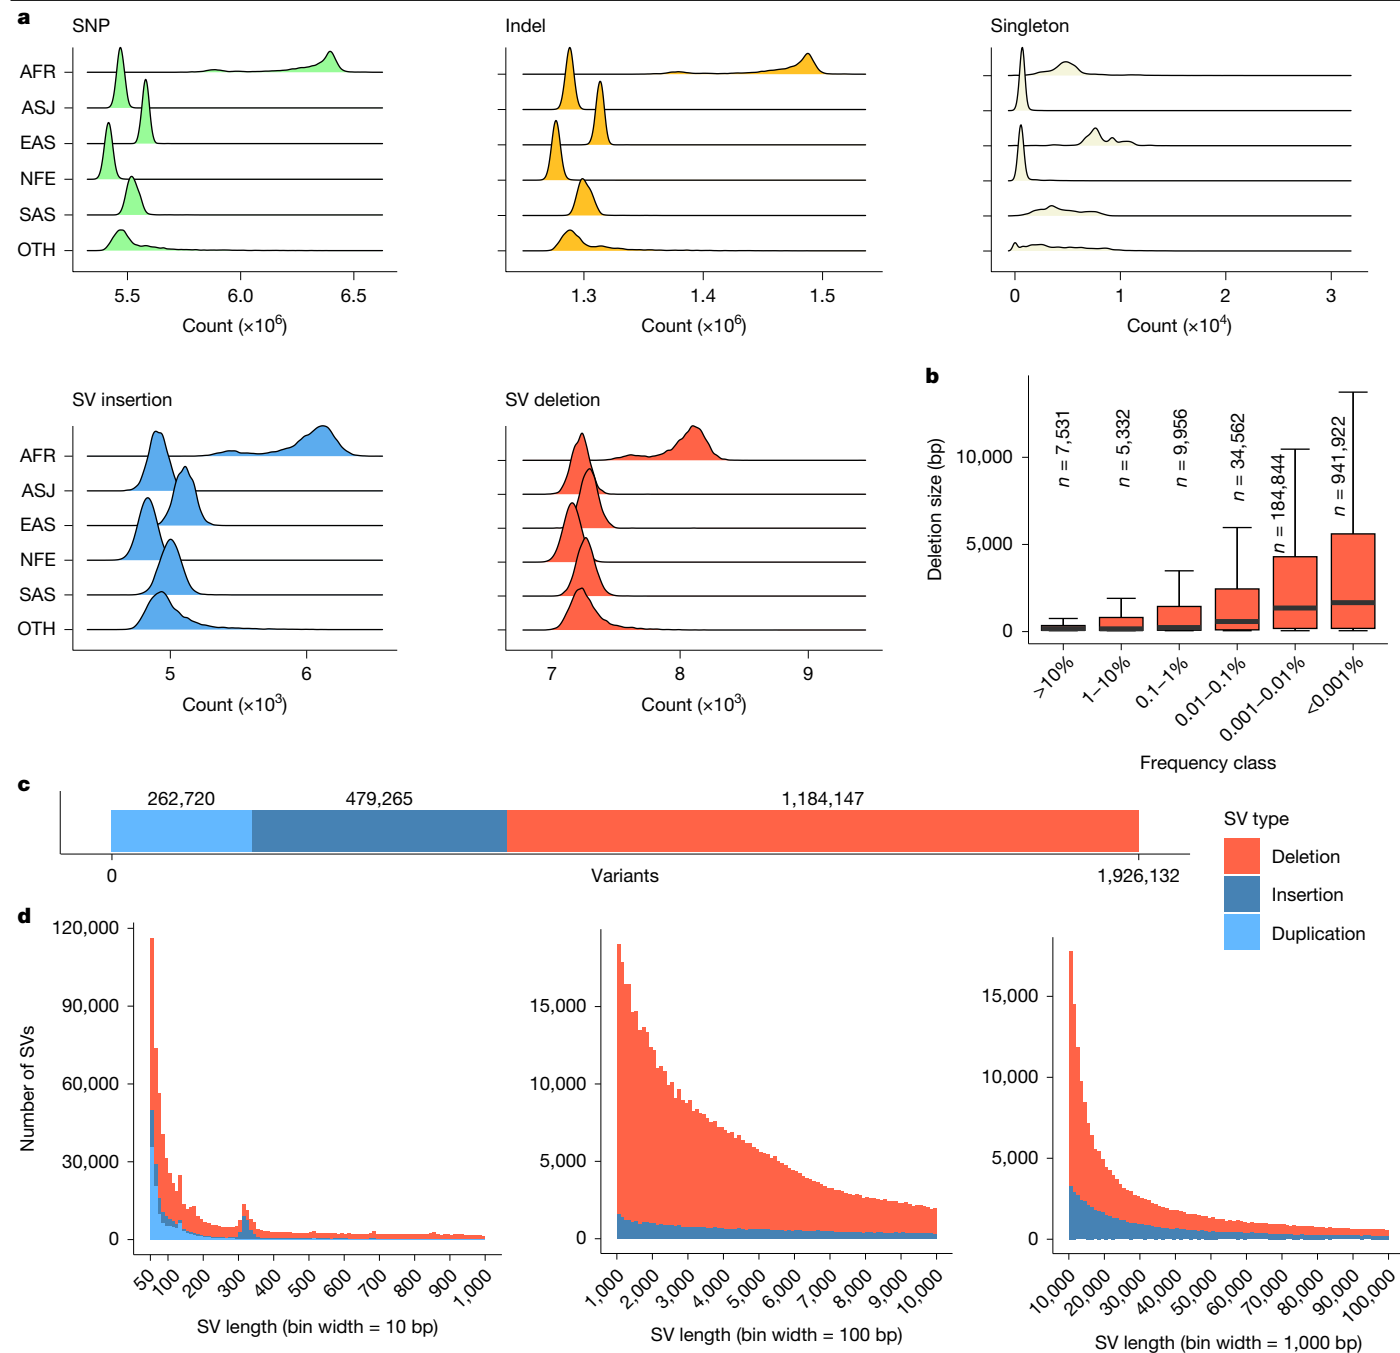 a
SNP
AFR
ASJ
EAS
NFE
SAS
OTH
5.5 6.0 6.5
Count (×10⁶)
Indel
1.3 1.4 1.5
Count (×10⁶)
Singleton
0 1 2 3
Count (×10⁴)
SV insertion
AFR
ASJ
EAS
NFE
SAS
OTH
5 6
Count (×10³)
SV deletion
7 8 9
Count (×10³)
b
Deletion size (bp)
10,000
5,000
0
n = 7,531
n = 5,332
n = 9,956
n = 34,562
n = 184,844
n = 941,922
>10%
1–10%
0.1–1%
0.01–0.1%
0.001–0.01%
<0.001%
Frequency class
c
262,720 479,265 1,184,147
0 Variants 1,926,132
SV type
Deletion
Insertion
Duplication
d
Number of SVs
120,000
90,000
60,000
30,000
0
50 100 200 300 400 500 600 700 800 900 1,000
SV length (bin width = 10 bp)
15,000
10,000
5,000
0
1,000 2,000 3,000 4,000 5,000 6,000 7,000 8,000 9,000 10,000
SV length (bin width = 100 bp)
15,000
10,000
5,000
0
10,000 20,000 30,000 40,000 50,000 60,000 70,000 80,000 90,000 100,000
SV length (bin width = 1,000 bp)